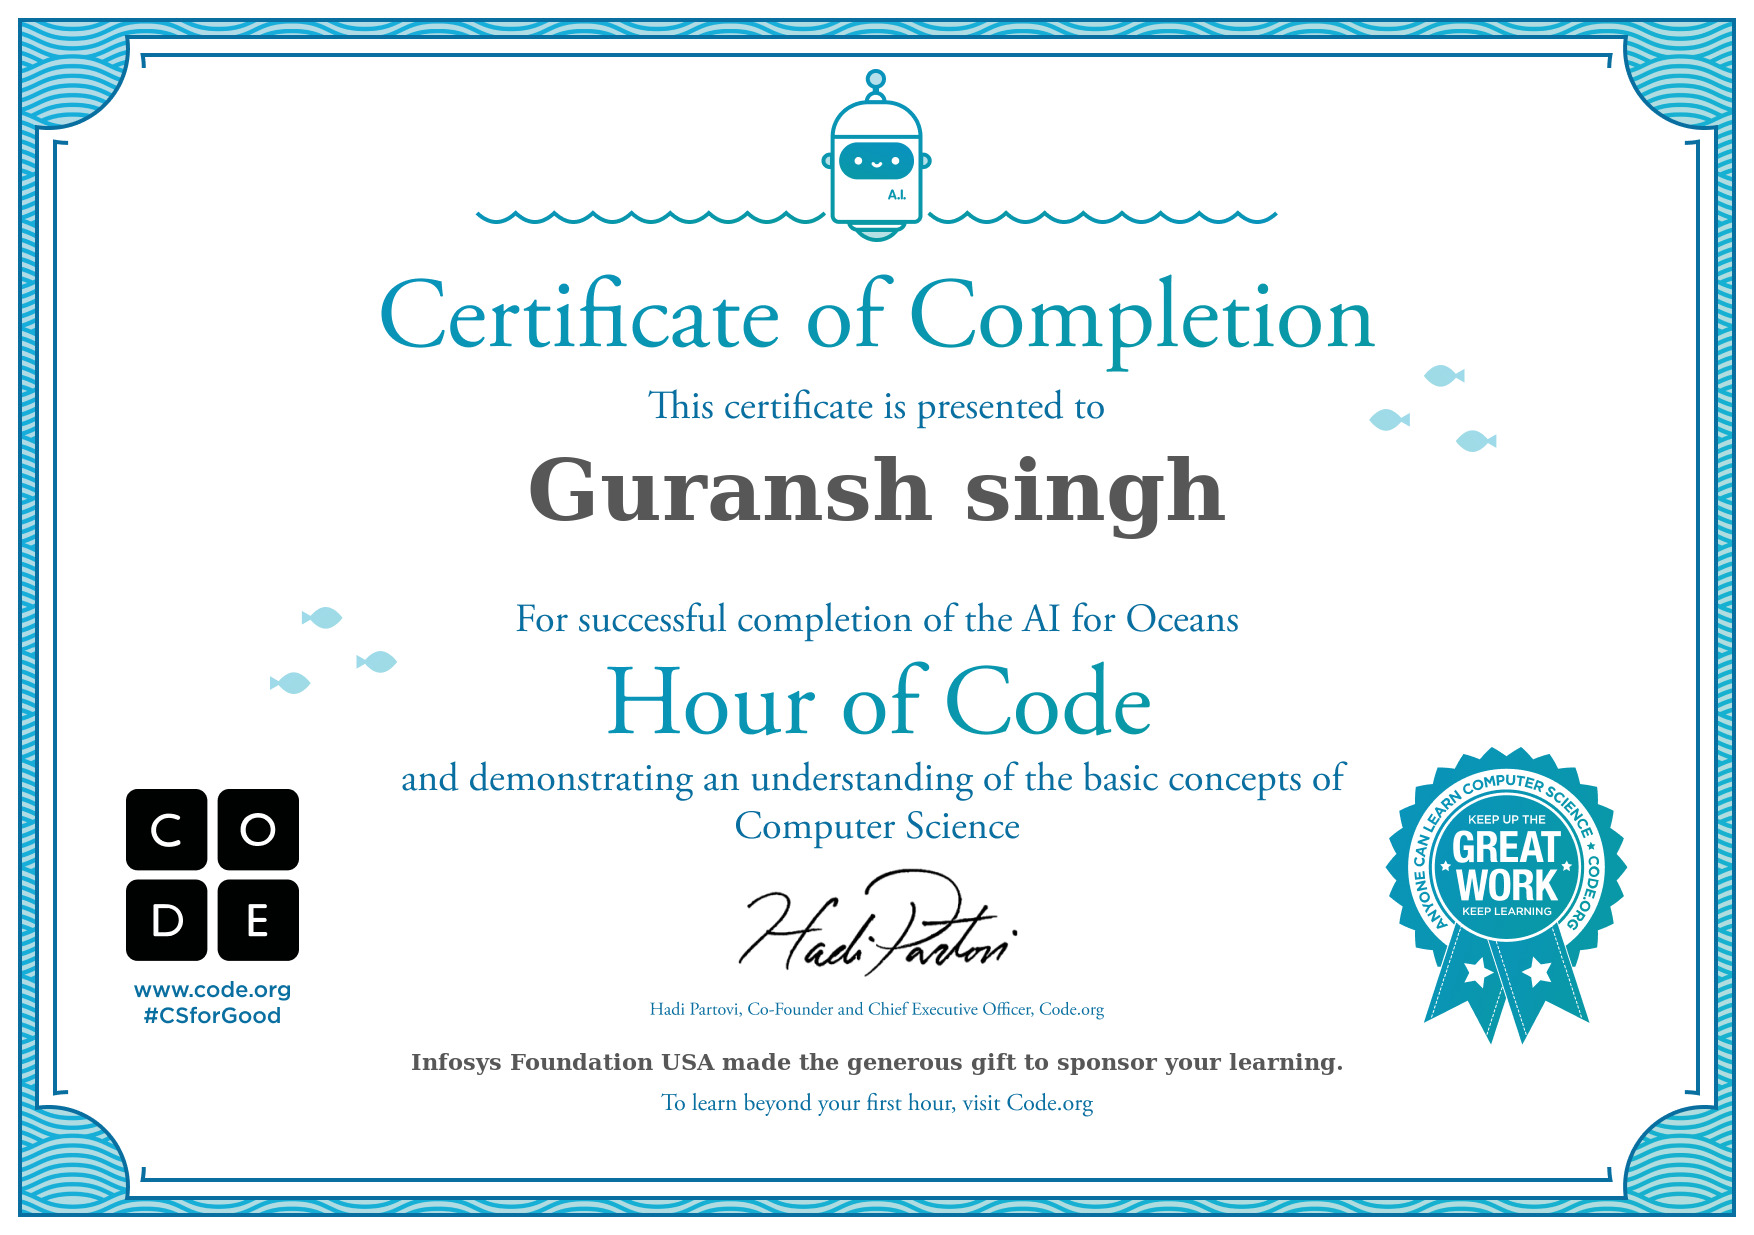 A.I.
Certificate of Completion
This certificate is presented to
Guransh singh
For successful completion of the AI for Oceans
Hour of Code
and demonstrating an understanding of the basic concepts of
Computer Science
Hadi Partovi
Hadi Partovi, Co-Founder and Chief Executive Officer, Code.org
Infosys Foundation USA made the generous gift to sponsor your learning.
To learn beyond your first hour, visit Code.org
C O
D E
www.code.org
#CSforGood
ANYONE CAN LEARN COMPUTER SCIENCE ★ CODE.ORG
KEEP UP THE
GREAT
WORK
KEEP LEARNING